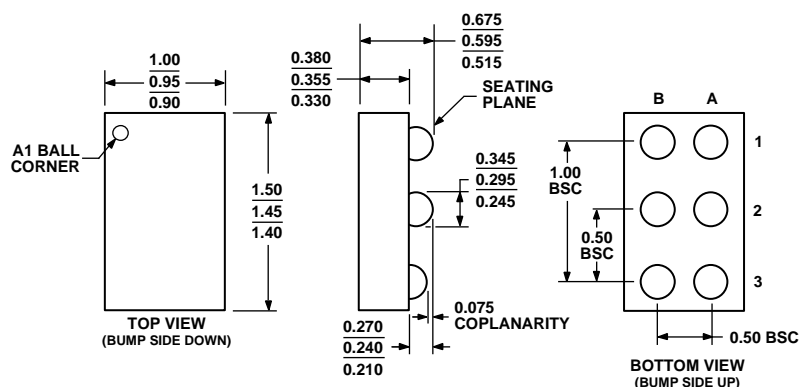 1.00
0.95
0.90
A1 BALL
CORNER
1.50
1.45
1.40
TOP VIEW
(BUMP SIDE DOWN)
0.675
0.595
0.515
0.380
0.355
0.330
SEATING
PLANE
0.345
0.295
0.245
0.075
COPLANARITY
0.270
0.240
0.210
B A
1
2
3
1.00
BSC
0.50
BSC
0.50 BSC
BOTTOM VIEW
(BUMP SIDE UP)